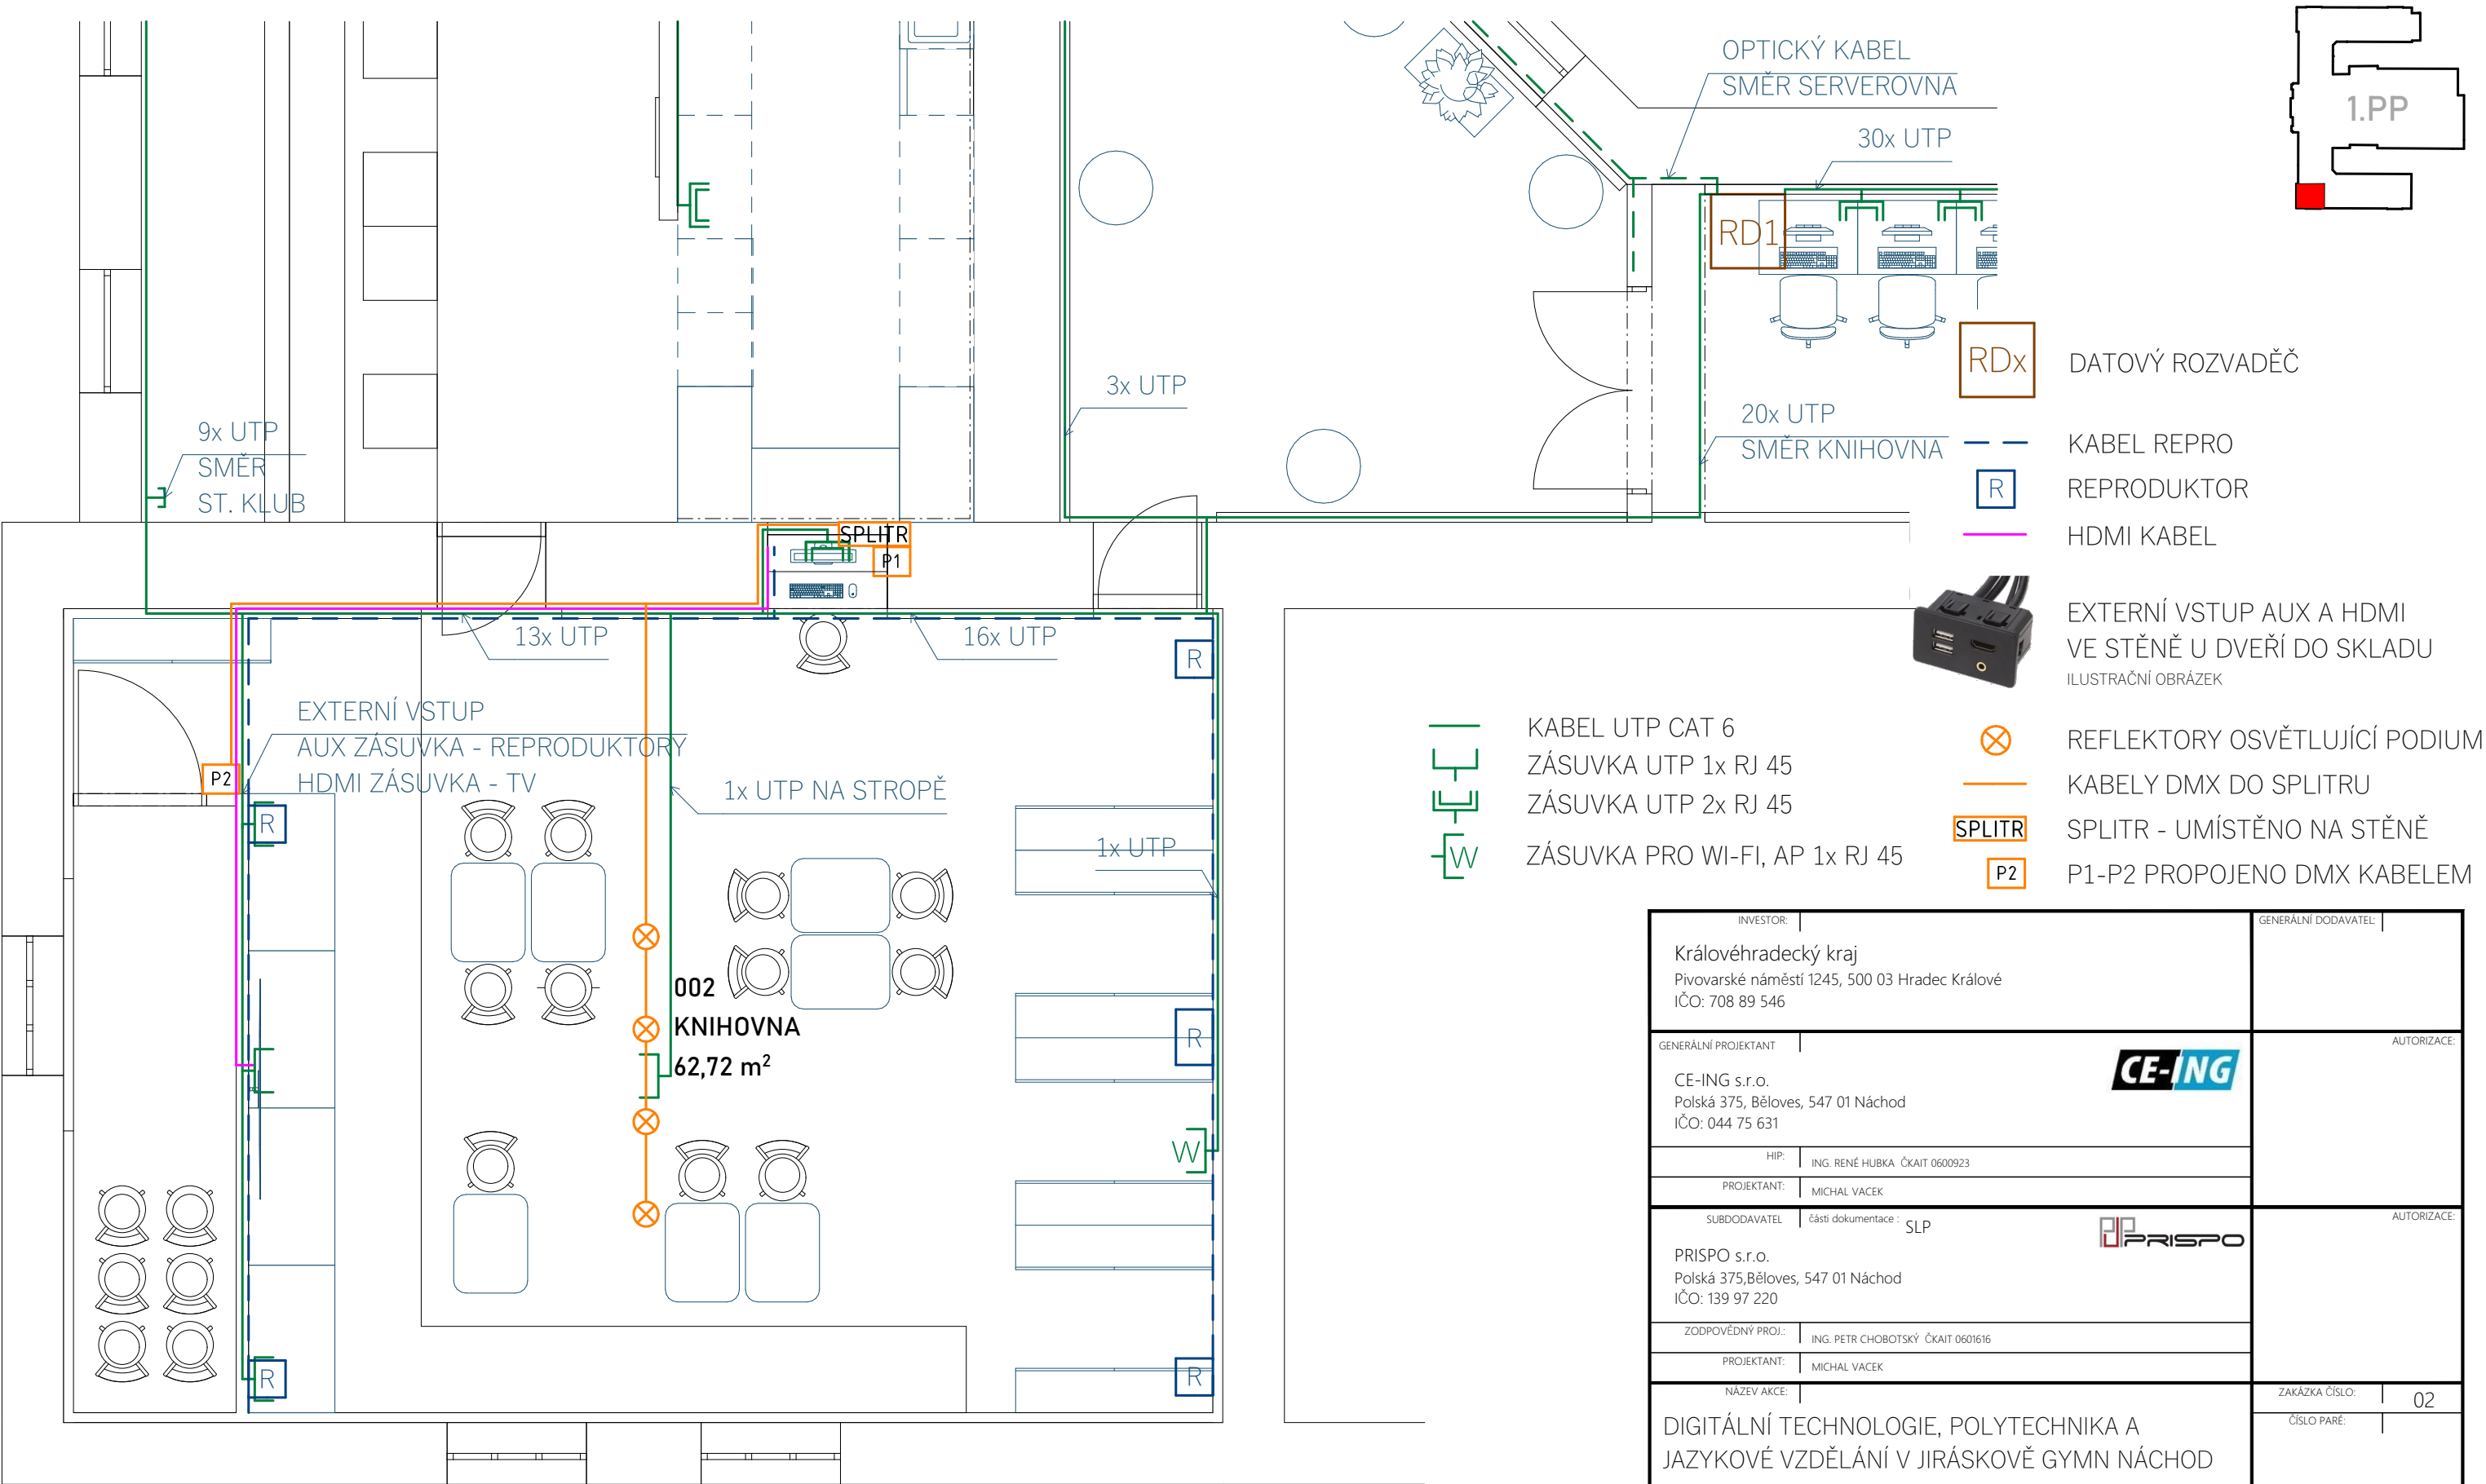 OPTICKÝ KABEL
SMĚR SERVEROVNA
1.PP
30x UTP
RD1
3x UTP
20x UTP
SMĚR KNIHOVNA
9x UTP
SMĚR
ST. KLUB
SPLITR
P1
13x UTP
16x UTP
R
EXTERNÍ VSTUP
AUX ZÁSUVKA - REPRODUKTORY
HDMI ZÁSUVKA - TV
P2
R
1x UTP NA STROPĚ
1x UTP
002
KNIHOVNA
62,72 m²
R
W
R
R
RDx
DATOVÝ ROZVADĚČ
KABEL REPRO
R
REPRODUKTOR
HDMI KABEL
EXTERNÍ VSTUP AUX A HDMI
VE STĚNĚ U DVEŘÍ DO SKLADU
ILUSTRAČNÍ OBRÁZEK
KABEL UTP CAT 6
ZÁSUVKA UTP 1x RJ 45
ZÁSUVKA UTP 2x RJ 45
W
ZÁSUVKA PRO WI-FI, AP 1x RJ 45
REFLEKTORY OSVĚTLUJÍCÍ PODIUM
KABELY DMX DO SPLITRU
SPLITR
SPLITR - UMÍSTĚNO NA STĚNĚ
P2
P1-P2 PROPOJENO DMX KABELEM
INVESTOR:
GENERÁLNÍ DODAVATEL:
Královéhradecký kraj
Pivovarské náměstí 1245, 500 03 Hradec Králové
IČO: 708 89 546
GENERÁLNÍ PROJEKTANT
AUTORIZACE:
CE-ING
CE-ING s.r.o.
Polská 375, Běloves, 547 01 Náchod
IČO: 044 75 631
HIP:
ING. RENÉ HUBKA ČKAIT 0600923
PROJEKTANT:
MICHAL VACEK
SUBDODAVATEL
části dokumentace : SLP
AUTORIZACE:
PRISPO
PRISPO s.r.o.
Polská 375,Běloves, 547 01 Náchod
IČO: 139 97 220
ZODPOVĚDNÝ PROJ.:
ING. PETR CHOBOTSKÝ ČKAIT 0601616
PROJEKTANT:
MICHAL VACEK
NÁZEV AKCE:
ZAKÁZKA ČÍSLO:
02
ČÍSLO PARÉ:
DIGITÁLNÍ TECHNOLOGIE, POLYTECHNIKA A
JAZYKOVÉ VZDĚLÁNÍ V JIRÁSKOVĚ GYMN NÁCHOD